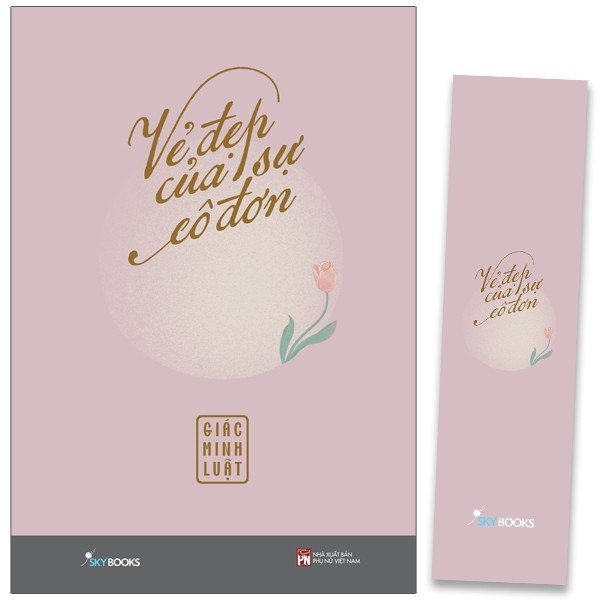 Vẻ đẹp
của sự
cô đơn
GIÁC
MINH
LUẬT
SKYBOOKS
PN
NHÀ XUẤT BẢN
PHỤ NỮ VIỆT NAM
Vẻ đẹp
của sự
cô đơn
SKYBOOKS